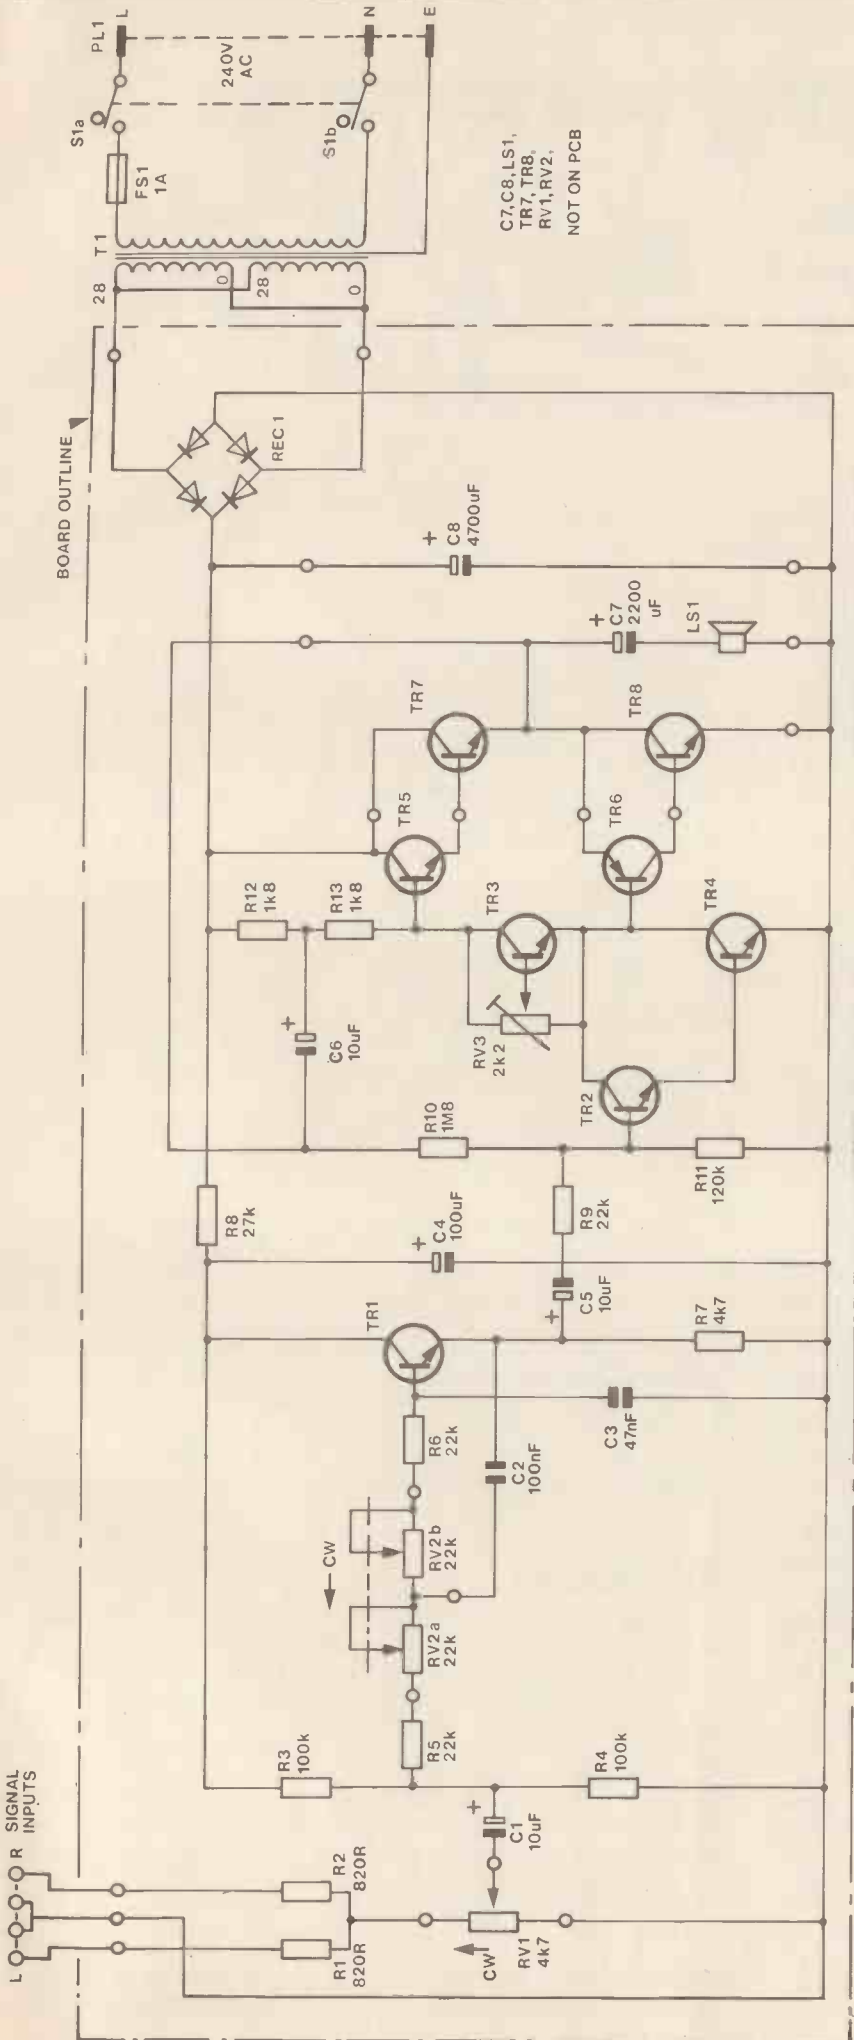 L R SIGNAL
INPUTS
R1
820R
R2
820R
CW
RV1
4k7
+
C1
10uF
R3
100k
R4
100k
R5
22k
RV2a
22k
CW
RV2b
22k
R6
22k
C2
100nF
C3
47nF
TR1
R7
4k7
+
C5
10uF
+
C4
100uF
R8
27k
R9
22k
R10
1M8
R11
120k
+
C6
10uF
RV3
2k2
TR2
R12
1k8
R13
1k8
TR3
TR4
TR5
TR6
TR7
TR8
+
C7
2200
uF
LS1
+
C8
4700uF
REC 1
BOARD OUTLINE
28
0
28
0
T1
FS1
1A
S1a
S1b
240V
AC
PL1
L
N
E
C7,C8,LS1,
TR7,TR8,
RV1,RV2,
NOT ON PCB